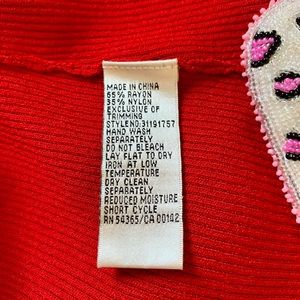 MADE IN CHINA
65% RAYON
35% NYLON
EXCLUSIVE OF
TRIMMING
STYLENO:31191757
HAND WASH
SEPARATELY
DO NOT BLEACH
LAY FLAT TO DRY
IRON AT LOW
TEMPERATURE
DRY CLEAN
SEPARATELY
REDUCED MOISTURE
SHORT CYCLE
RN 54365/CA 00142